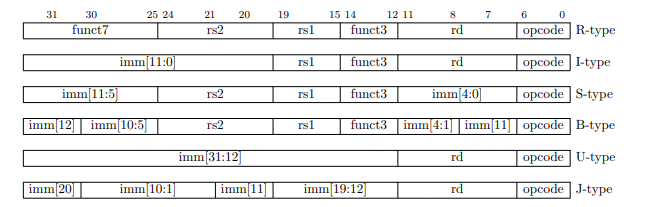 31 30 25 24 21 20 19 15 14 12 11 8 7 6 0
funct7 rs2 rs1 funct3 rd opcode R-type
imm[11:0] rs1 funct3 rd opcode I-type
imm[11:5] rs2 rs1 funct3 imm[4:0] opcode S-type
imm[12] imm[10:5] rs2 rs1 funct3 imm[4:1] imm[11] opcode B-type
imm[31:12] rd opcode U-type
imm[20] imm[10:1] imm[11] imm[19:12] rd opcode J-type